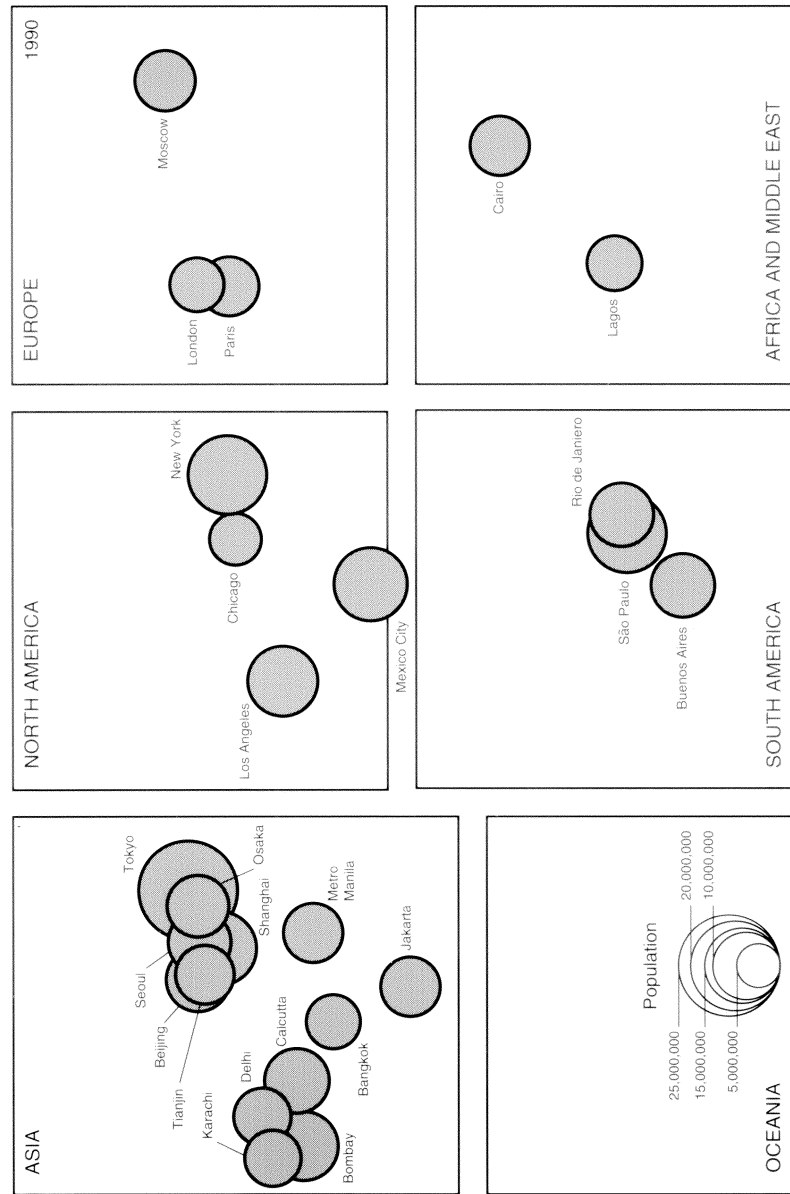 ASIA
Tokyo
Osaka
Shanghai
Seoul
Beijing
Tianjin
Metro
Manila
Jakarta
Calcutta
Delhi
Karachi
Bombay
Bangkok
NORTH AMERICA
New York
Chicago
Los Angeles
Mexico City
EUROPE
1990
Moscow
London
Paris
OCEANIA
Population
25,000,000
20,000,000
15,000,000
10,000,000
5,000,000
SOUTH AMERICA
Rio de Janiero
São Paulo
Buenos Aires
AFRICA AND MIDDLE EAST
Cairo
Lagos